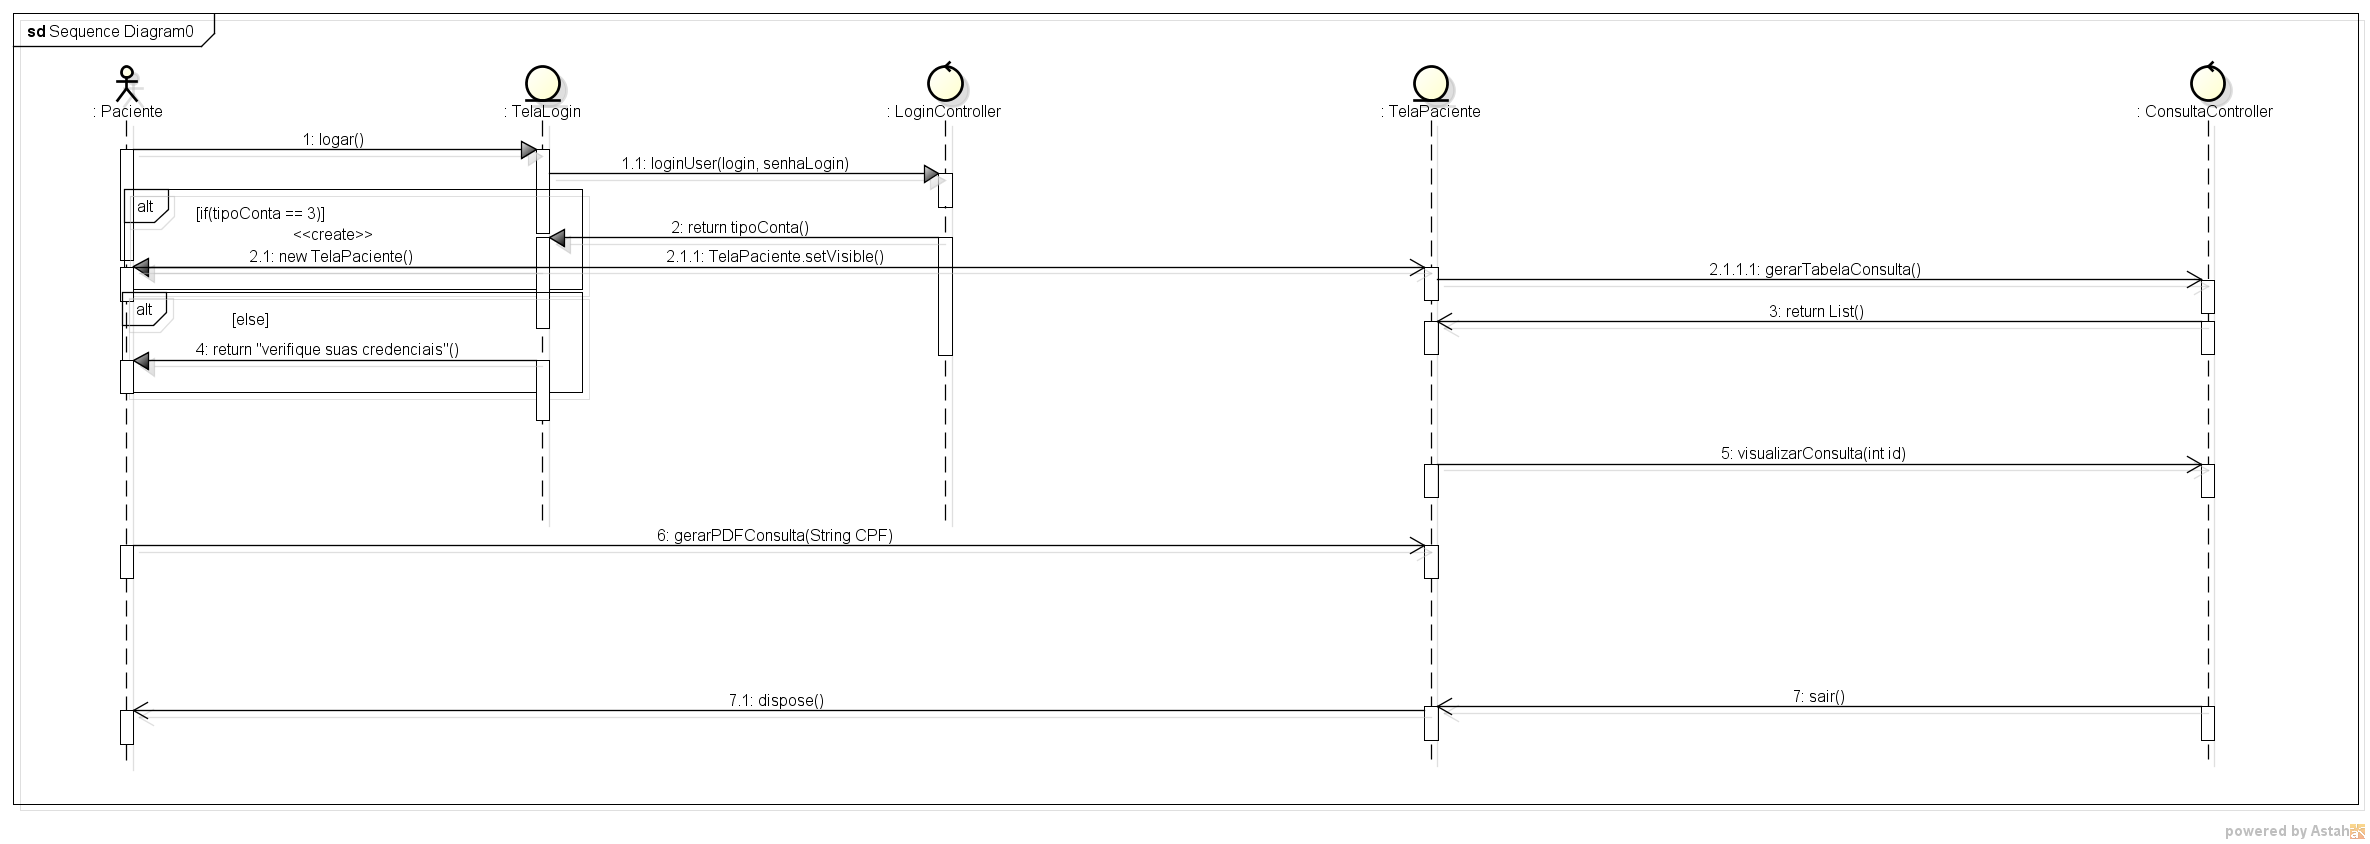 sd Sequence Diagram0
: Paciente
: TelaLogin
: LoginController
: TelaPaciente
: ConsultaController
1: logar()
1.1: loginUser(login, senhaLogin)
alt
[if(tipoConta == 3)]
2: return tipoConta()
<<create>>
2.1: new TelaPaciente()
2.1.1: TelaPaciente.setVisible()
2.1.1.1: gerarTabelaConsulta()
alt
[else]
3: return List()
4: return "verifique suas credenciais"()
5: visualizarConsulta(int id)
6: gerarPDFConsulta(String CPF)
7.1: dispose()
7: sair()
powered by Astah